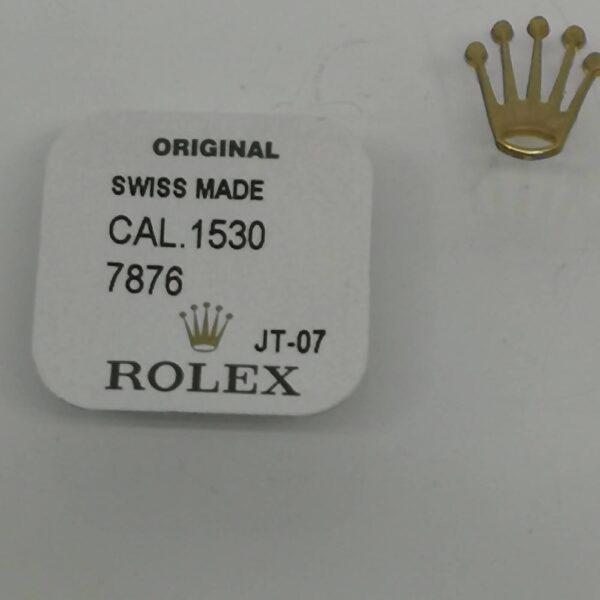 ORIGINAL
SWISS MADE
CAL.1530
7876
JT-07
ROLEX